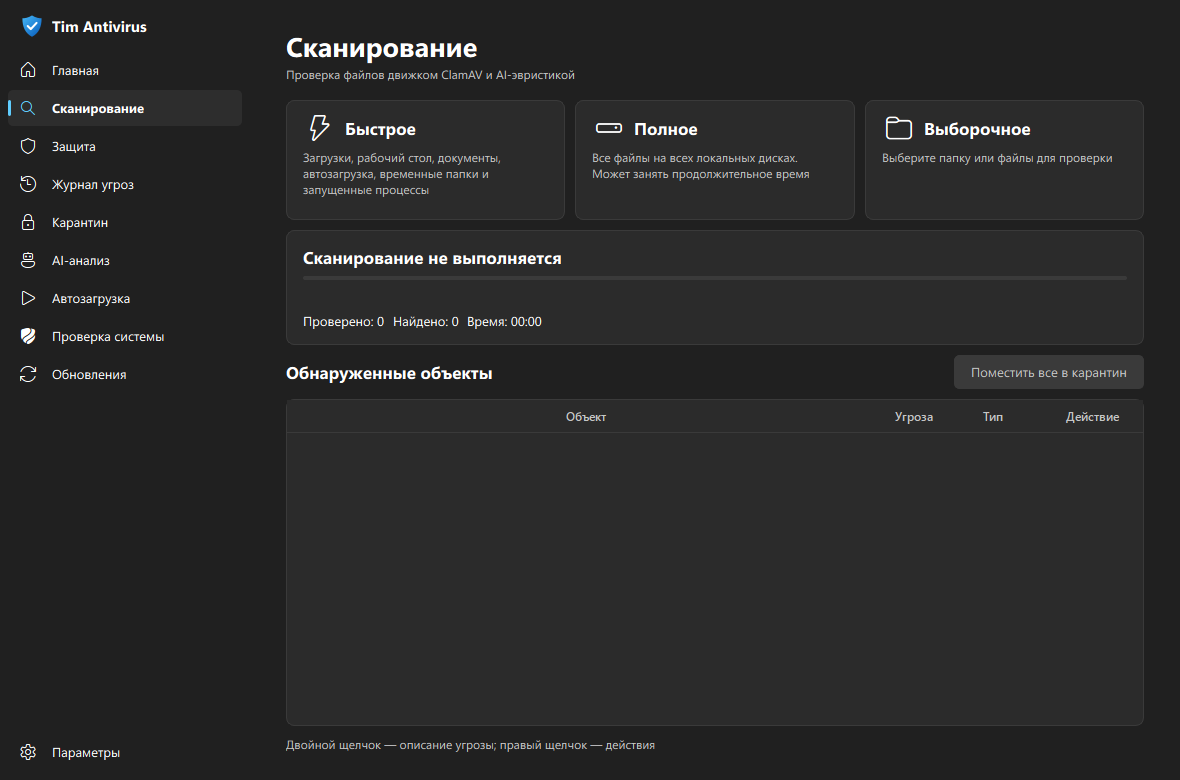 Tim Antivirus
Главная
Сканирование
Защита
Журнал угроз
Карантин
AI-анализ
Автозагрузка
Проверка системы
Обновления
Параметры
Сканирование
Проверка файлов движком ClamAV и AI-эвристикой
Быстрое
Загрузки, рабочий стол, документы,
автозагрузка, временные папки и
запущенные процессы
Полное
Все файлы на всех локальных дисках.
Может занять продолжительное время
Выборочное
Выберите папку или файлы для проверки
Сканирование не выполняется
Проверено: 0 Найдено: 0 Время: 00:00
Обнаруженные объекты
Поместить все в карантин
Объект Угроза Тип Действие
Двойной щелчок — описание угрозы; правый щелчок — действия